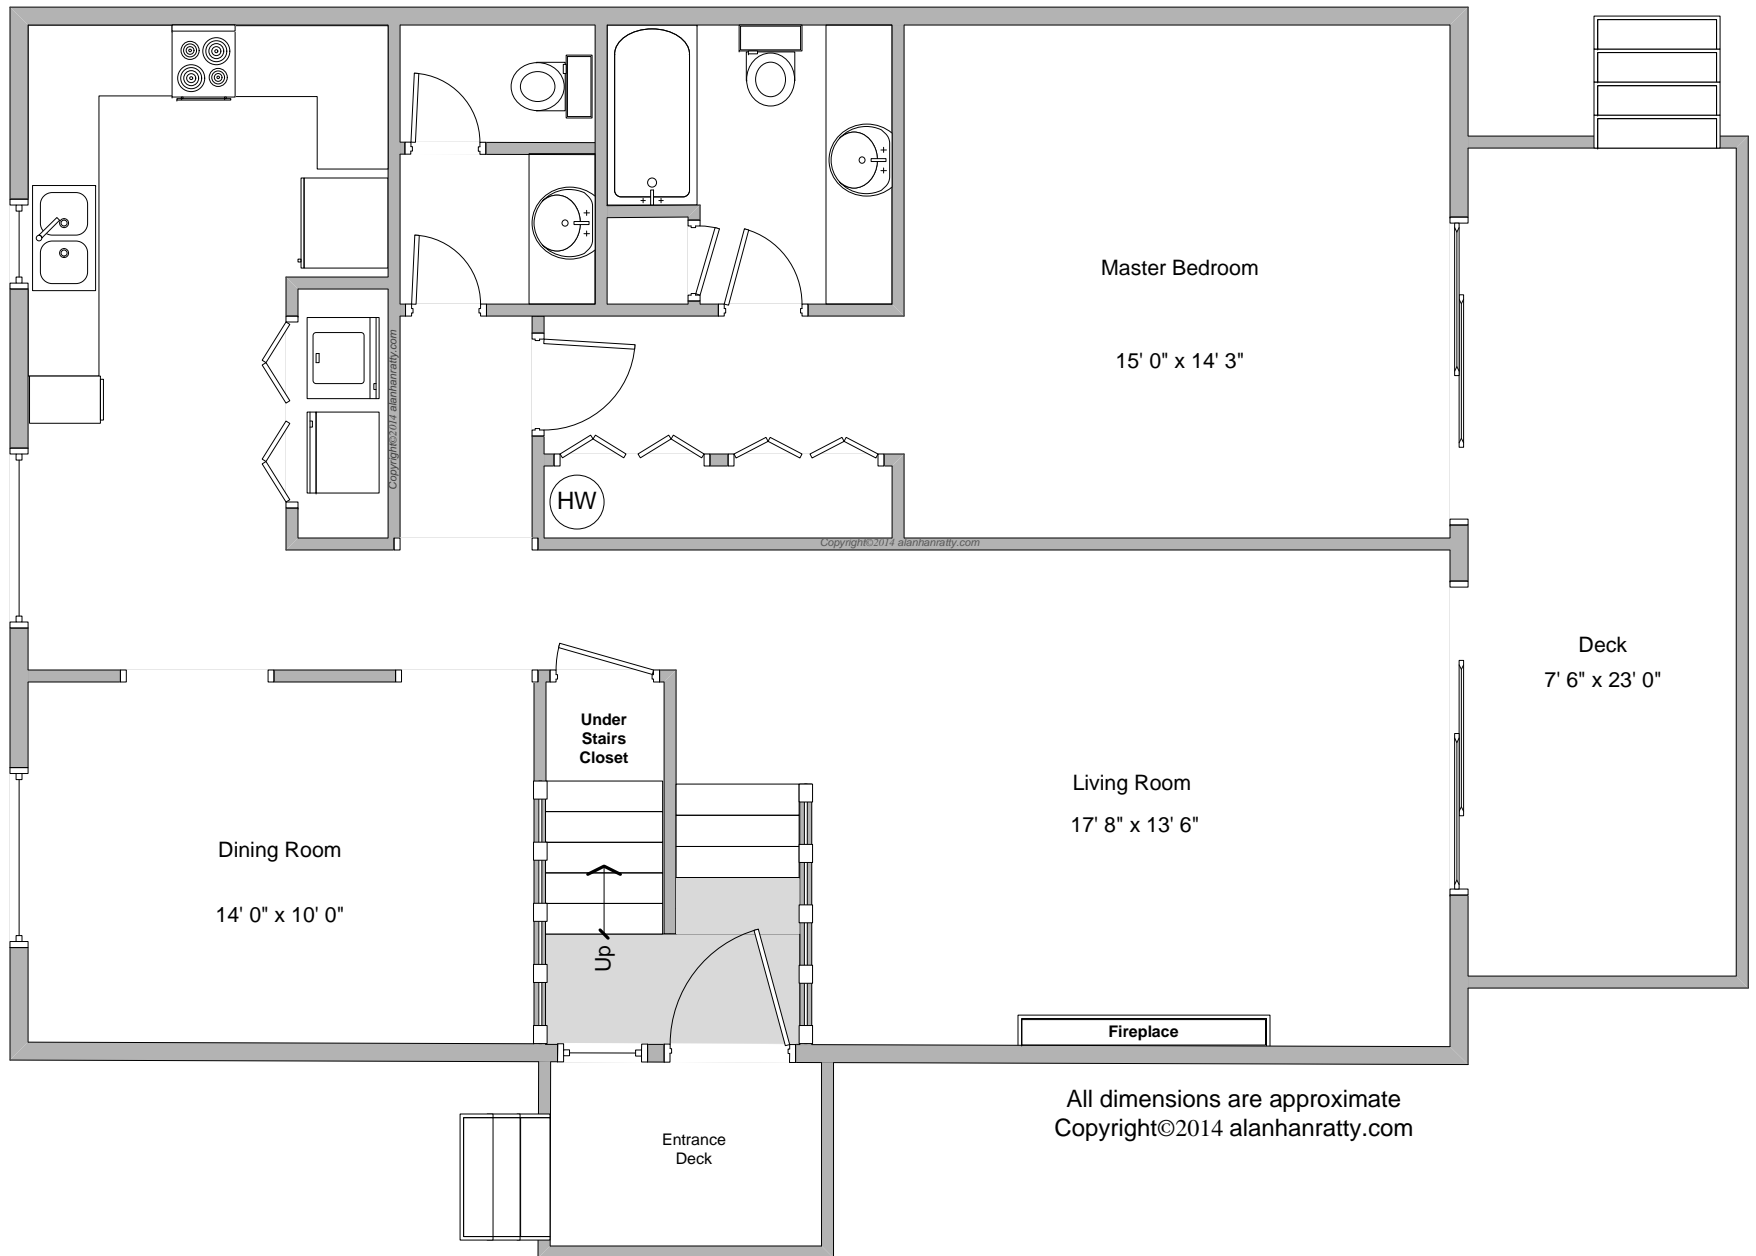 Master Bedroom
15' 0" x 14' 3"
Copyright©2014 alanhanratty.com
HW
Copyright©2014 alanhanratty.com
Deck
7' 6" x 23' 0"
Under
Stairs
Closet
Living Room
17' 8" x 13' 6"
Dining Room
14' 0" x 10' 0"
Up
Fireplace
All dimensions are approximate
Copyright©2014 alanhanratty.com
Entrance
Deck